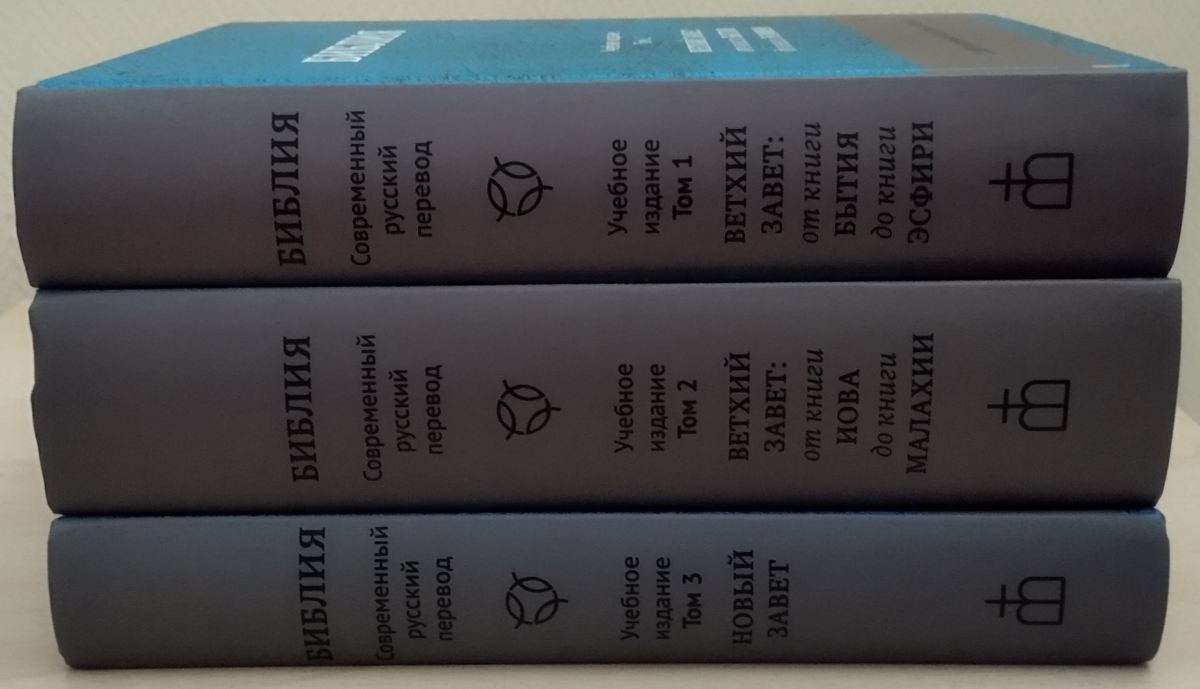 БИБЛИЯ
БИБЛИЯ
Современный
русский
перевод
Учебное
издание
Том 1
ВЕТХИЙ
ЗАВЕТ:
от книги
БЫТИЯ
до книги
ЭСФИРИ
БИБЛИЯ
Современный
русский
перевод
Учебное
издание
Том 2
ВЕТХИЙ
ЗАВЕТ:
от книги
ИОВА
до книги
МАЛАХИИ
БИБЛИЯ
Современный
русский
перевод
Учебное
издание
Том 3
НОВЫЙ
ЗАВЕТ